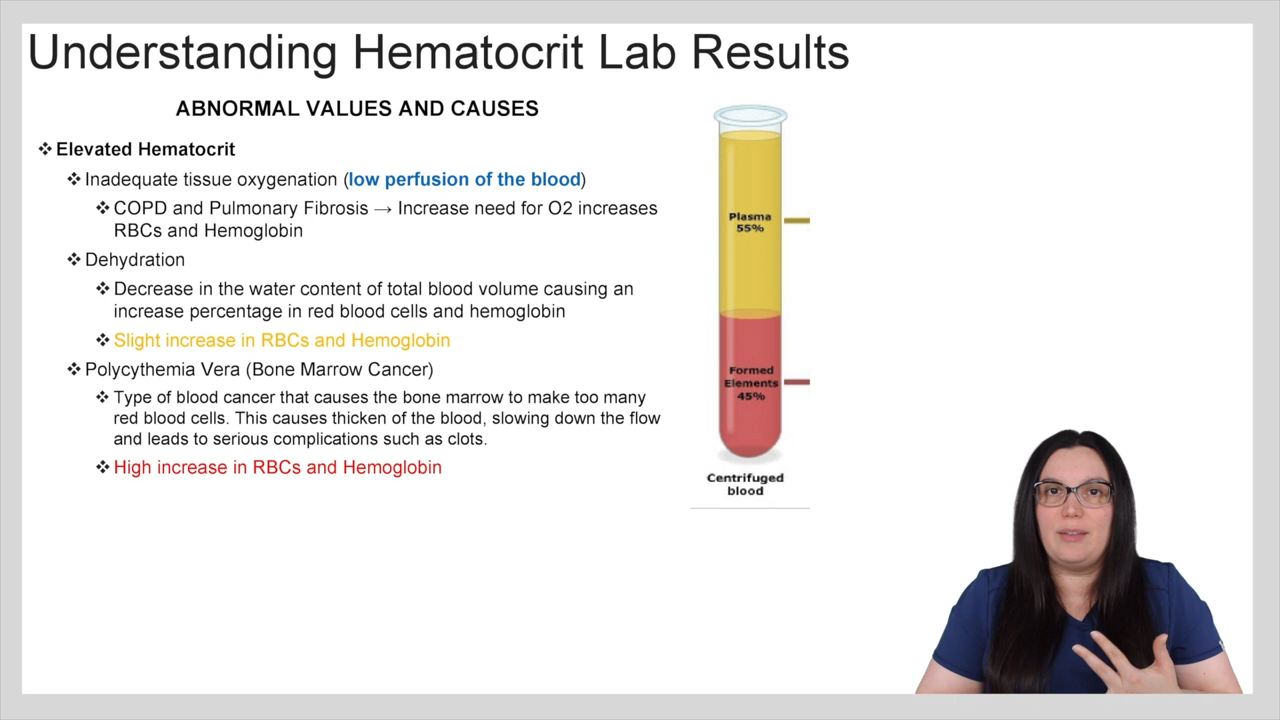 Understanding Hematocrit Lab Results
ABNORMAL VALUES AND CAUSES
❖ Elevated Hematocrit
❖ Inadequate tissue oxygenation (low perfusion of the blood)
❖ COPD and Pulmonary Fibrosis → Increase need for O2 increases
RBCs and Hemoglobin
❖ Dehydration
❖ Decrease in the water content of total blood volume causing an
increase percentage in red blood cells and hemoglobin
❖ Slight increase in RBCs and Hemoglobin
❖ Polycythemia Vera (Bone Marrow Cancer)
❖ Type of blood cancer that causes the bone marrow to make too many
red blood cells. This causes thicken of the blood, slowing down the flow
and leads to serious complications such as clots.
❖ High increase in RBCs and Hemoglobin
Plasma
55%
Formed
Elements
45%
Centrifuged
blood